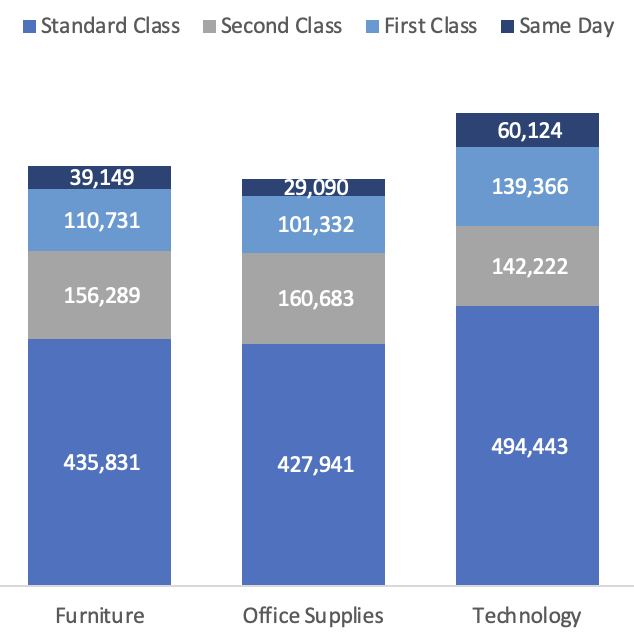 Standard Class Second Class First Class Same Day
39,149 29,090 60,124
110,731 101,332 139,366
156,289 160,683 142,222
435,831 427,941 494,443
Furniture Office Supplies Technology